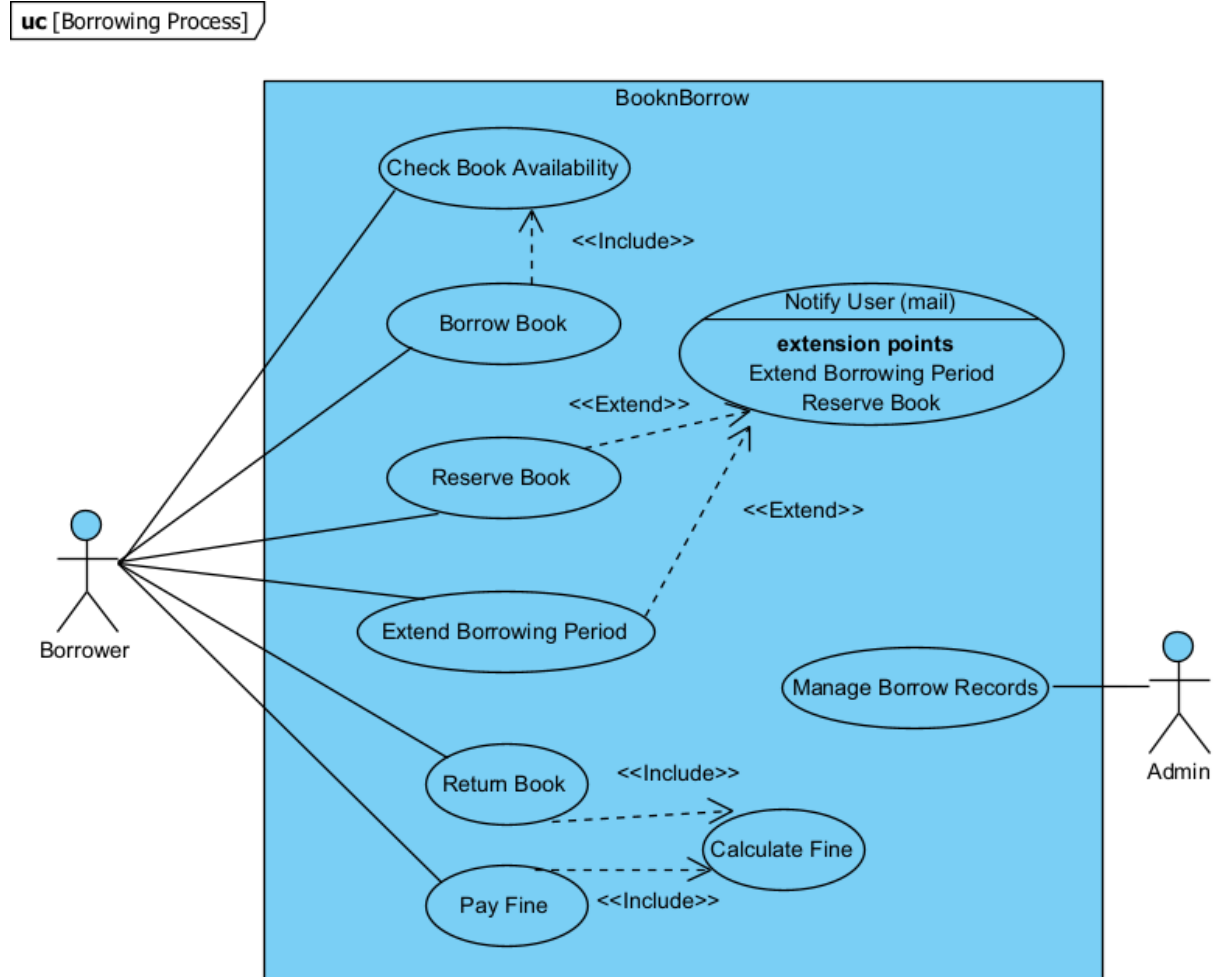 uc [Borrowing Process]
BooknBorrow
Check Book Availability
<<Include>>
Borrow Book
Notify User (mail)
extension points
Extend Borrowing Period
Reserve Book
<<Extend>>
Reserve Book
<<Extend>>
Extend Borrowing Period
Borrower
Manage Borrow Records
Admin
Return Book
<<Include>>
Calculate Fine
Pay Fine
<<Include>>